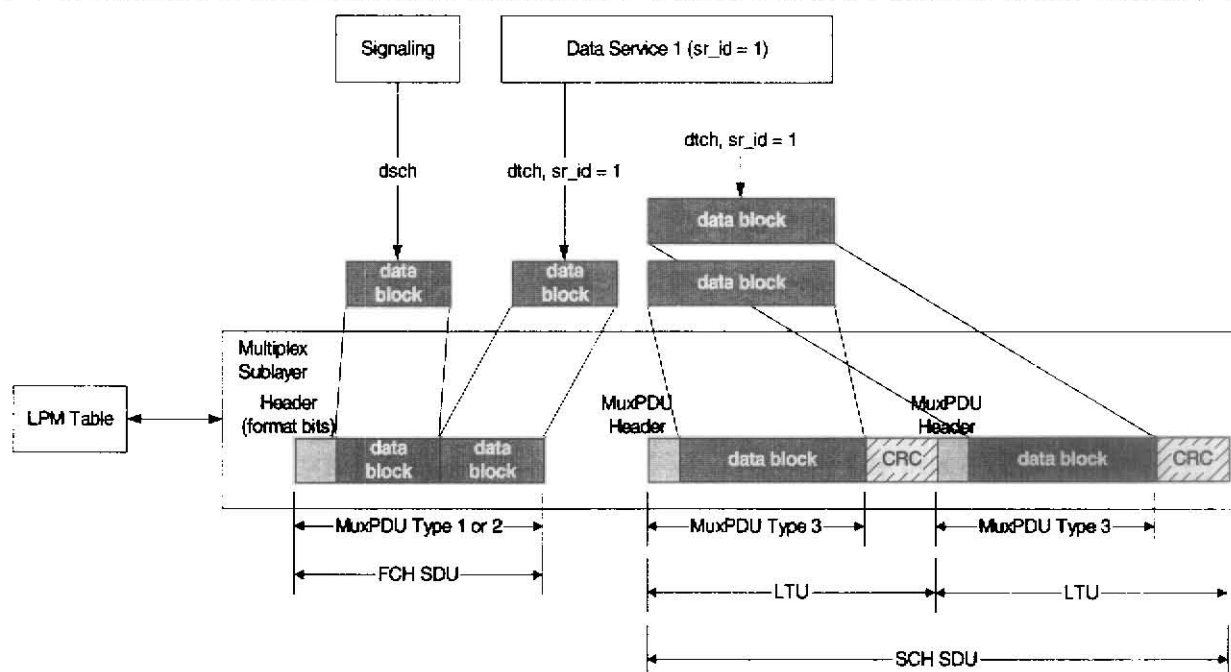 Signaling
Data Service 1 (sr_id = 1)
dsch
dtch, sr_id = 1
dtch, sr_id = 1
data block
data
block
data
block
data block
Multiplex
Sublayer
LPM Table
Header
(format bits)
MuxPDU
Header
MuxPDU
Header
data
block
data
block
data block
CRC
data block
CRC
MuxPDU Type 1 or 2
MuxPDU Type 3
MuxPDU Type 3
FCH SDU
LTU
LTU
SCH SDU